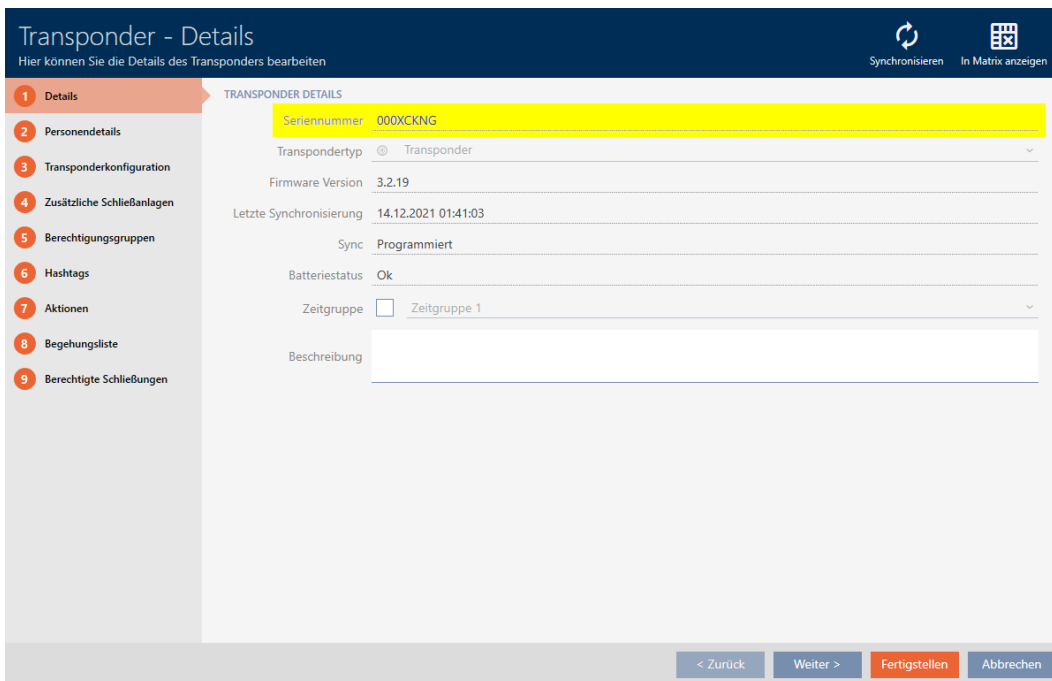 Transponder - Details
Hier können Sie die Details des Transponders bearbeiten
Synchronisieren
In Matrix anzeigen
1 Details
2 Personendetails
3 Transponderkonfiguration
4 Zusätzliche Schließanlagen
5 Berechtigungsgruppen
6 Hashtags
7 Aktionen
8 Begehungsliste
9 Berechtigte Schließungen
TRANSPONDER DETAILS
Seriennummer 000XCKNG
Transpondertyp Transponder
Firmware Version 3.2.19
Letzte Synchronisierung 14.12.2021 01:41:03
Sync Programmiert
Batteriestatus Ok
Zeitgruppe Zeitgruppe 1
Beschreibung
< Zurück
Weiter >
Fertigstellen
Abbrechen